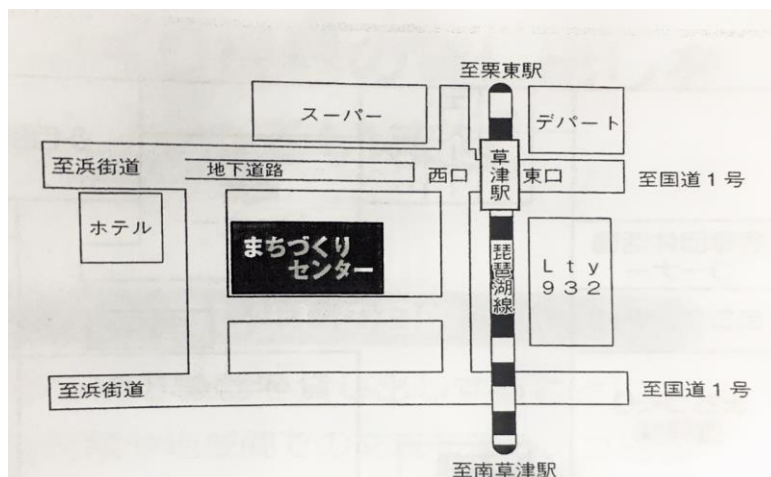 至栗東駅
スーパー
デパート
至浜街道
地下道路
西口
草津駅
東口
至国道1号
ホテル
まちづくり
センター
琵琶湖線
Lty
932
至浜街道
至国道1号
至南草津駅